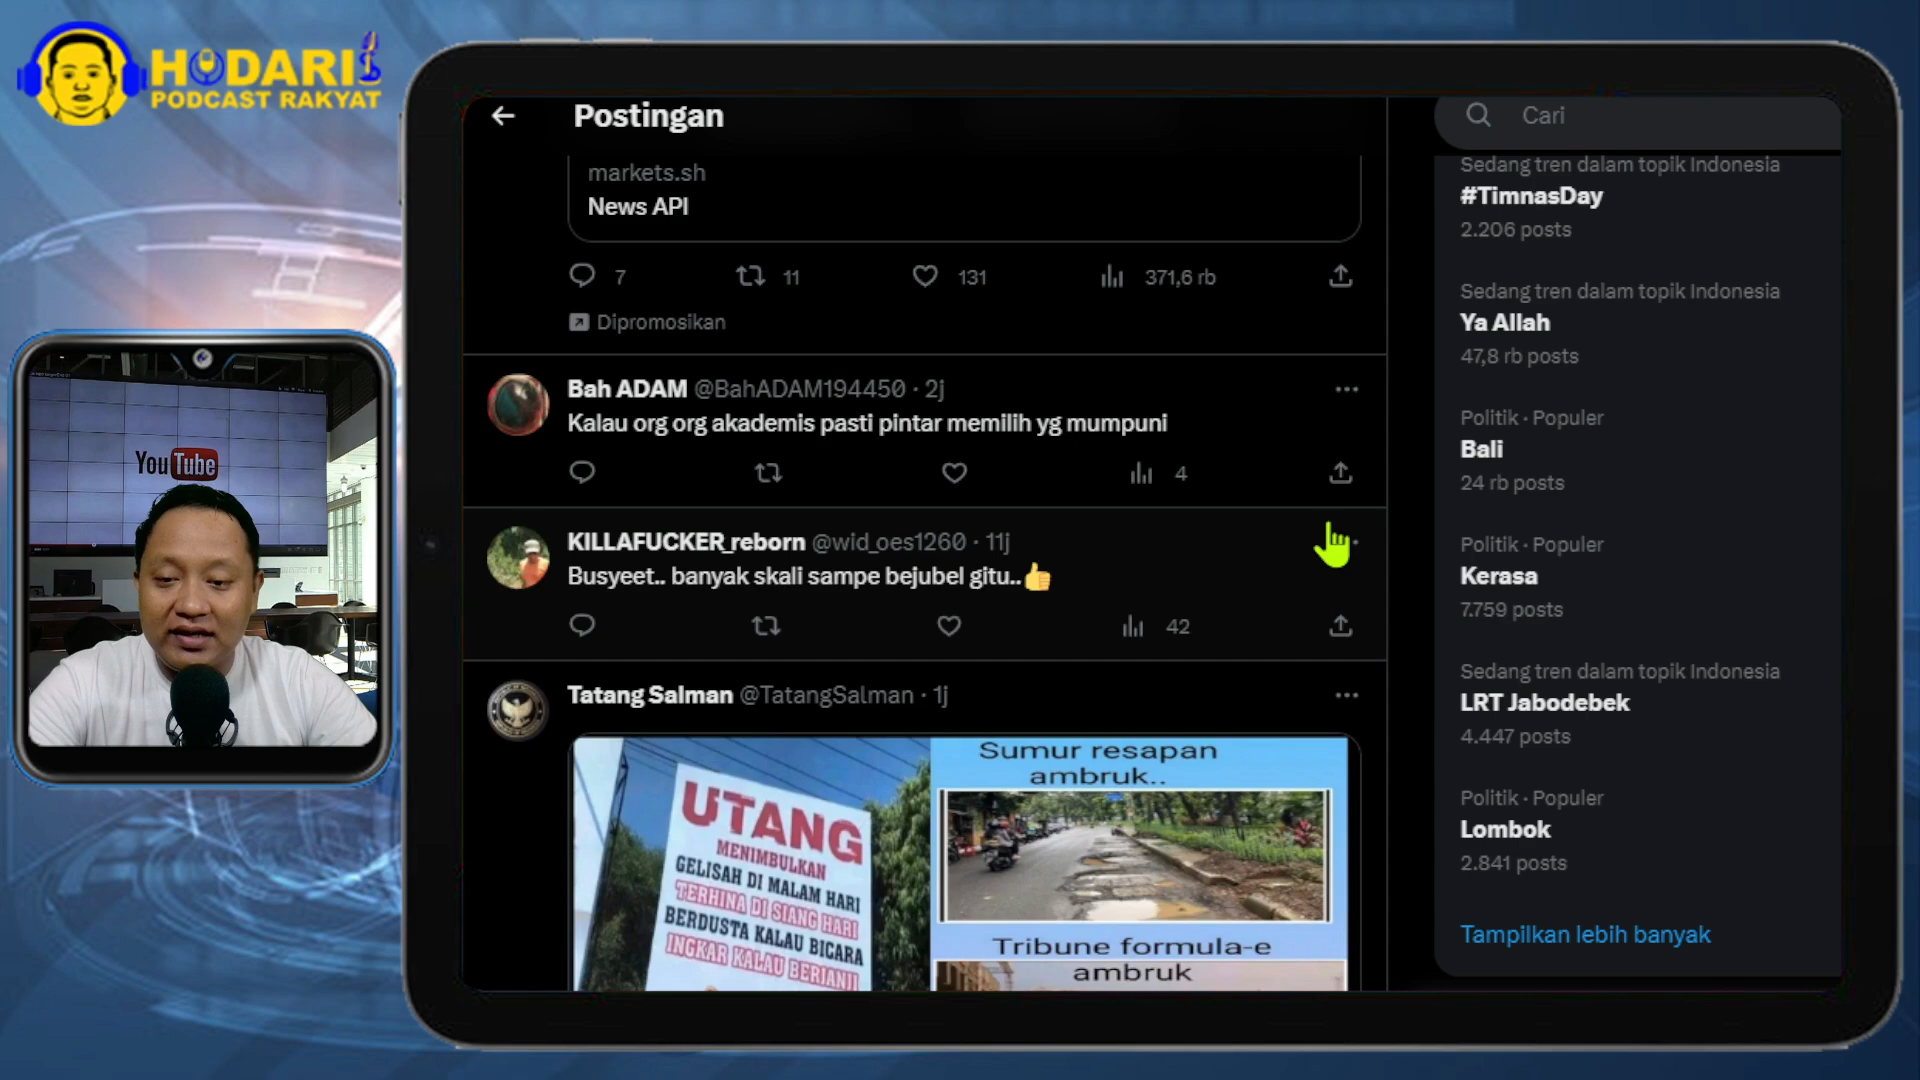 HODARI
PODCAST RAKYAT
YouTube
Postingan
markets.sh
News API
7
11
131
371,6 rb
Dipromosikan
Bah ADAM @BahADAM194450 · 2j
Kalau org org akademis pasti pintar memilih yg mumpuni
4
KILLAFUCKER_reborn @wid_oes1260 · 11j
Busyeet.. banyak skali sampe bejubel gitu..👍
42
Tatang Salman @TatangSalman · 1j
UTANG
MENIMBULKAN
GELISAH DI MALAM HARI
TERHINA DI SIANG HARI
BERDUSTA KALAU BICARA
INGKAR KALAU BERJANJI
Sumur resapan
ambruk..
Tribune formula-e
ambruk
Cari
Sedang tren dalam topik Indonesia
#TimnasDay
2.206 posts
Sedang tren dalam topik Indonesia
Ya Allah
47,8 rb posts
Politik · Populer
Bali
24 rb posts
Politik · Populer
Kerasa
7.759 posts
Sedang tren dalam topik Indonesia
LRT Jabodebek
4.447 posts
Politik · Populer
Lombok
2.841 posts
Tampilkan lebih banyak